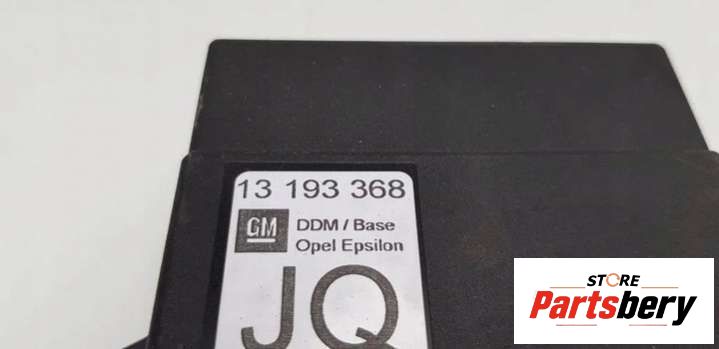 13 193 368
GM DDM / Base
Opel Epsilon
JQ
STORE
Partsbery